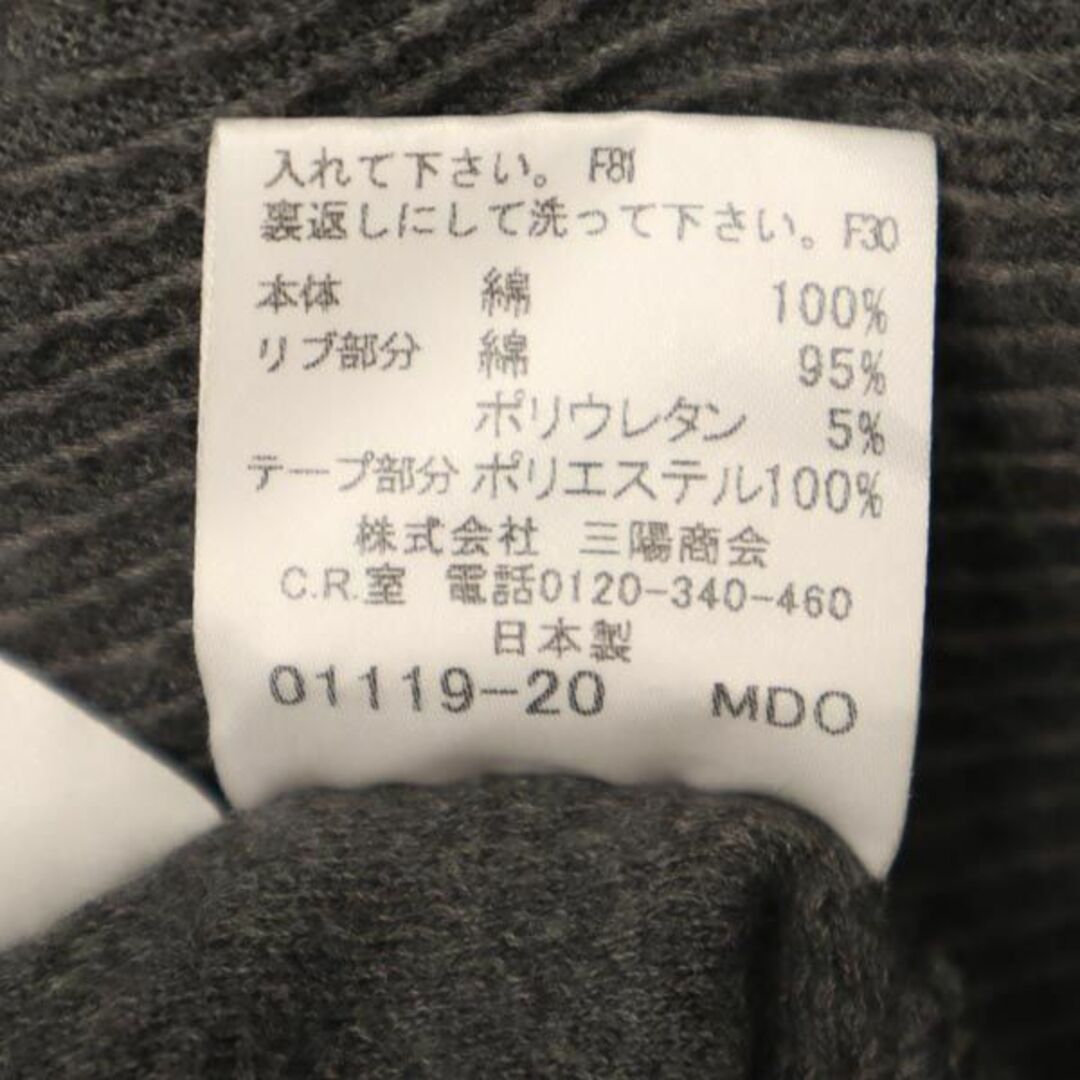 入れて下さい。 F81
裏返しにして洗って下さい。 F30
本体 綿 100%
リブ部分 綿 95%
ポリウレタン 5%
テープ部分 ポリエステル100%
株式会社 三陽商会
C.R.室 電話0120-340-460
日本製
01119-20 MDO